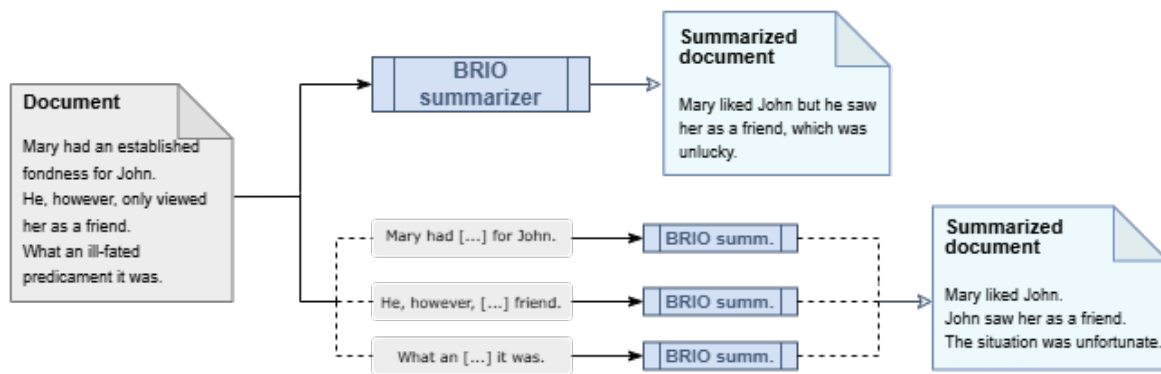 Document
Mary had an established
fondness for John.
He, however, only viewed
her as a friend.
What an ill-fated
predicament it was.
BRIO
summarizer
Summarized
document
Mary liked John but he saw
her as a friend, which was
unlucky.
Mary had [...] for John.
BRIO summ.
He, however, [...] friend.
BRIO summ.
What an [...] it was.
BRIO summ.
Summarized
document
Mary liked John.
John saw her as a friend.
The situation was unfortunate.